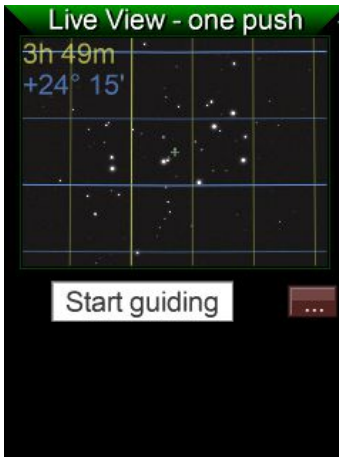 Live View - one push
3h 49m
+24° 15'
Start guiding
...